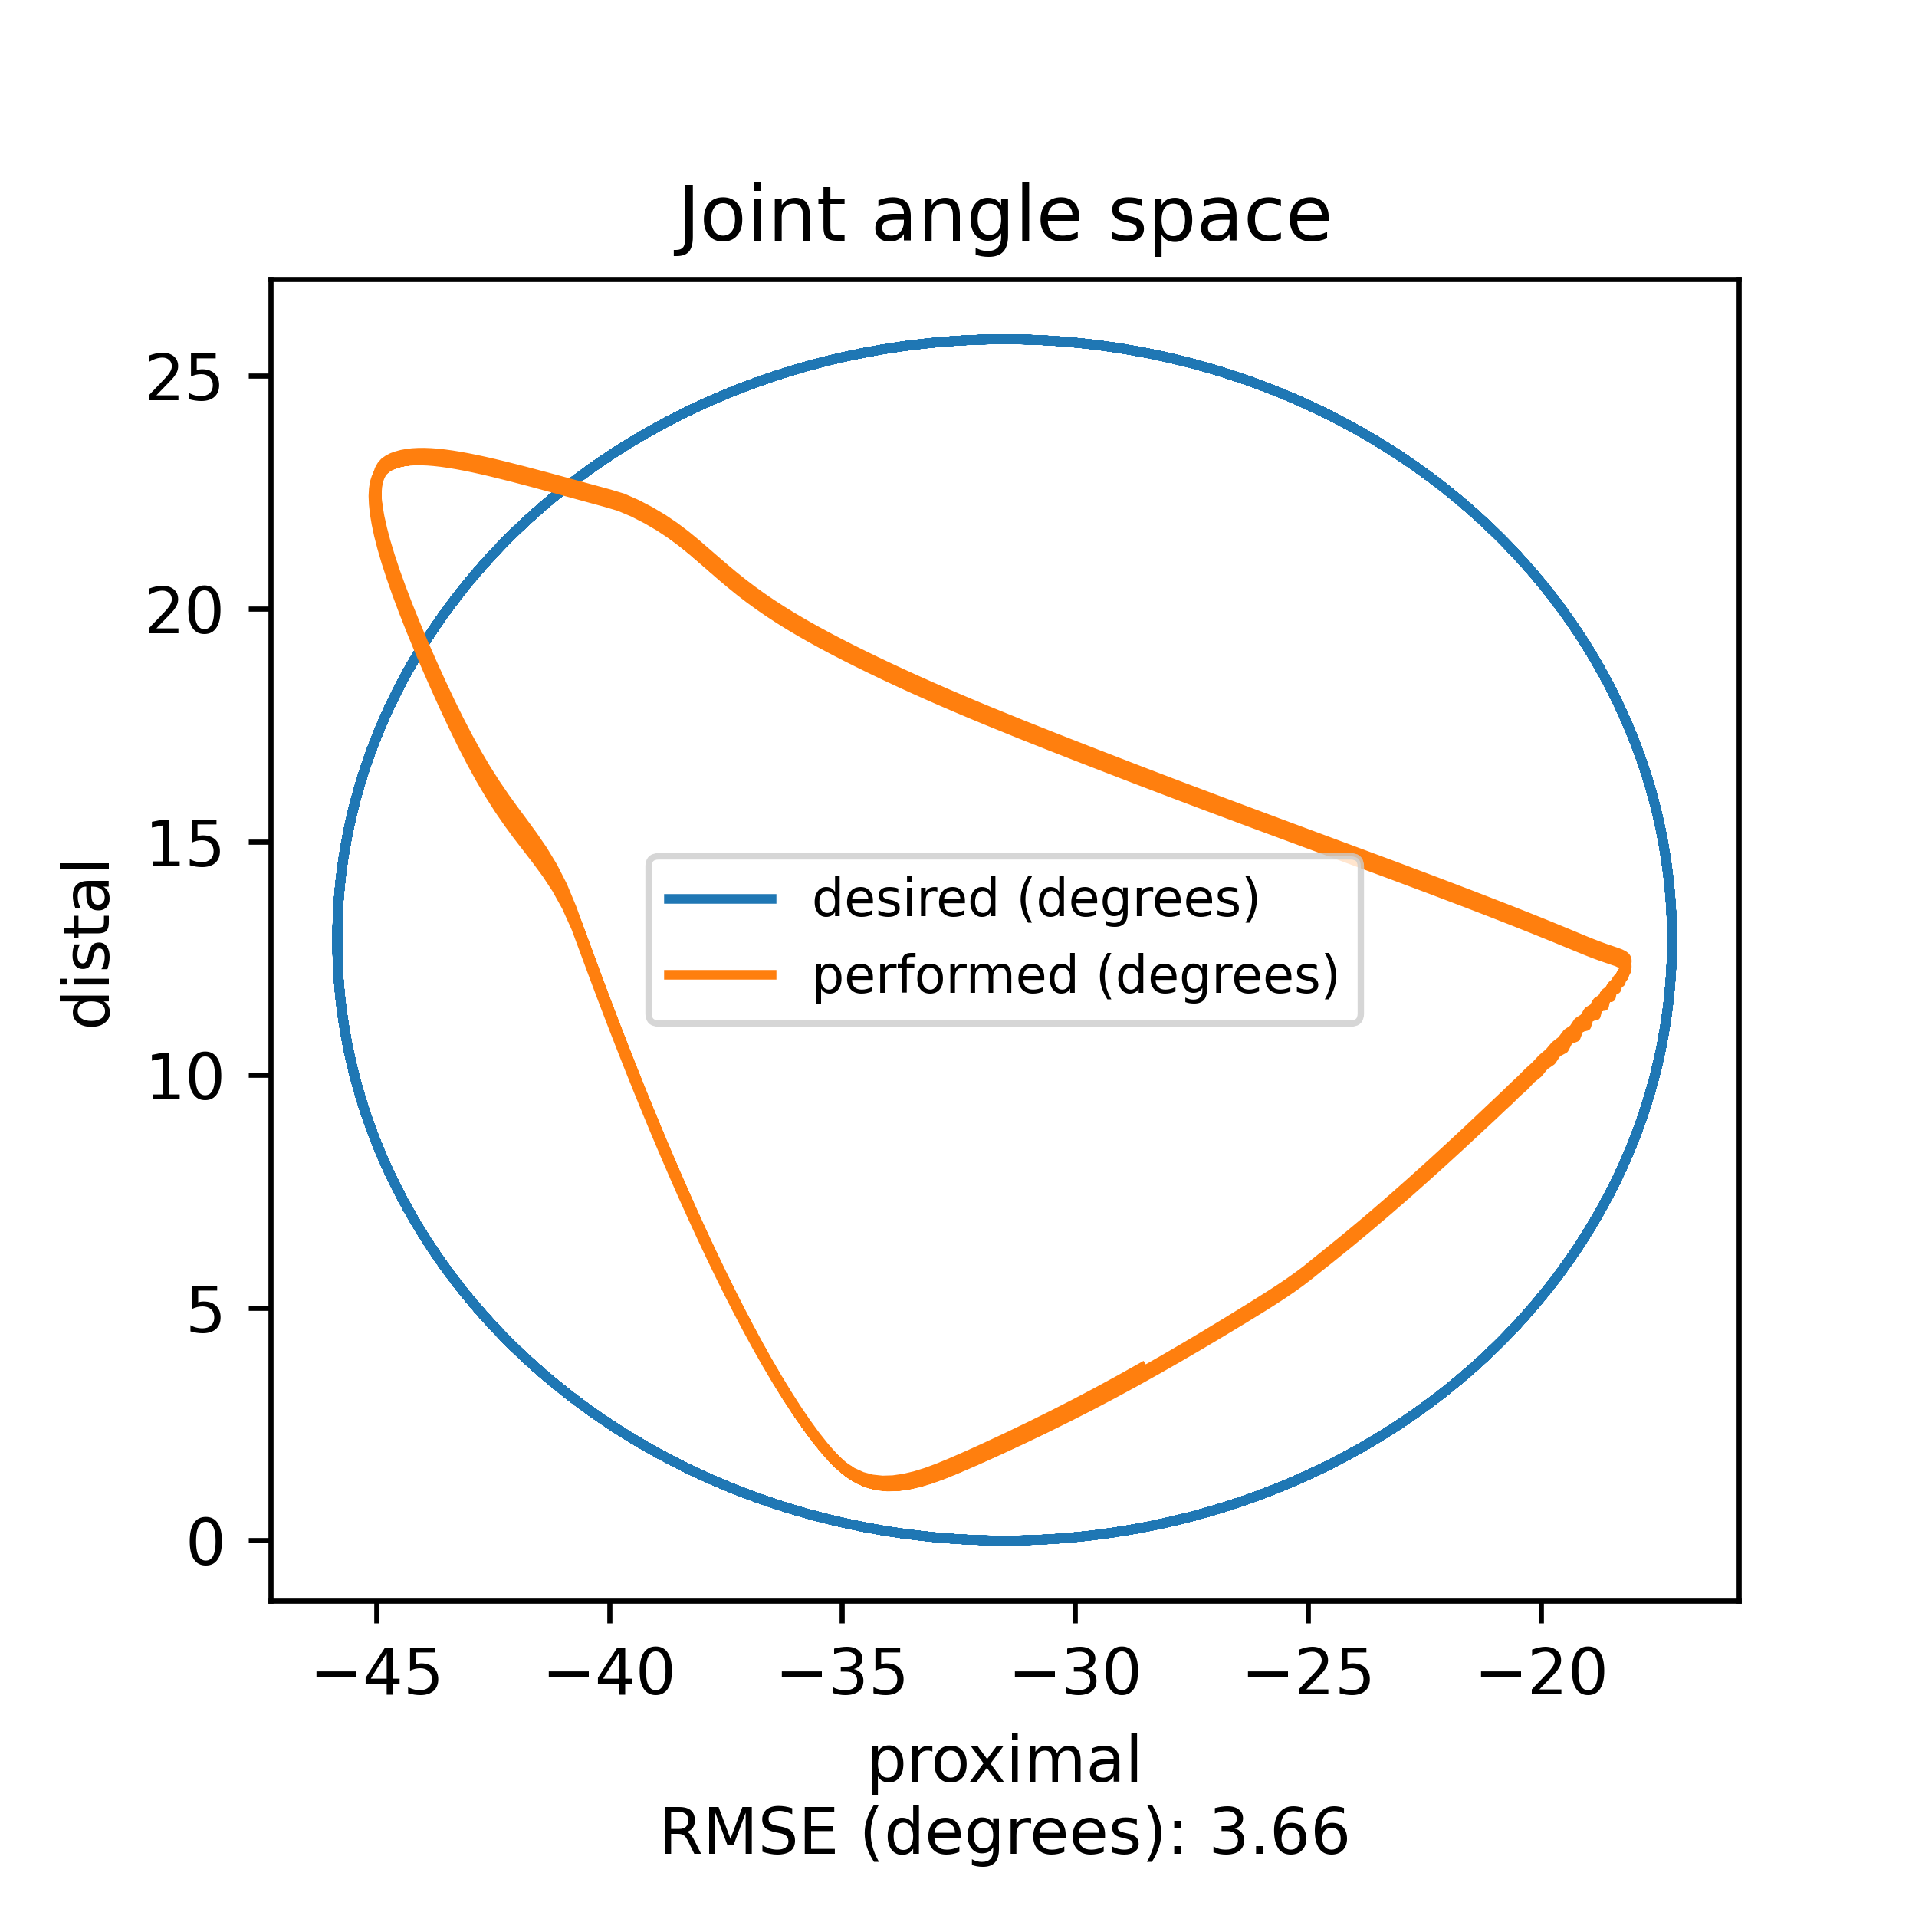 Joint angle space
25
20
15
10
5
0
distal
desired (degrees)
performed (degrees)
−45 −40 −35 −30 −25 −20
proximal
RMSE (degrees): 3.66